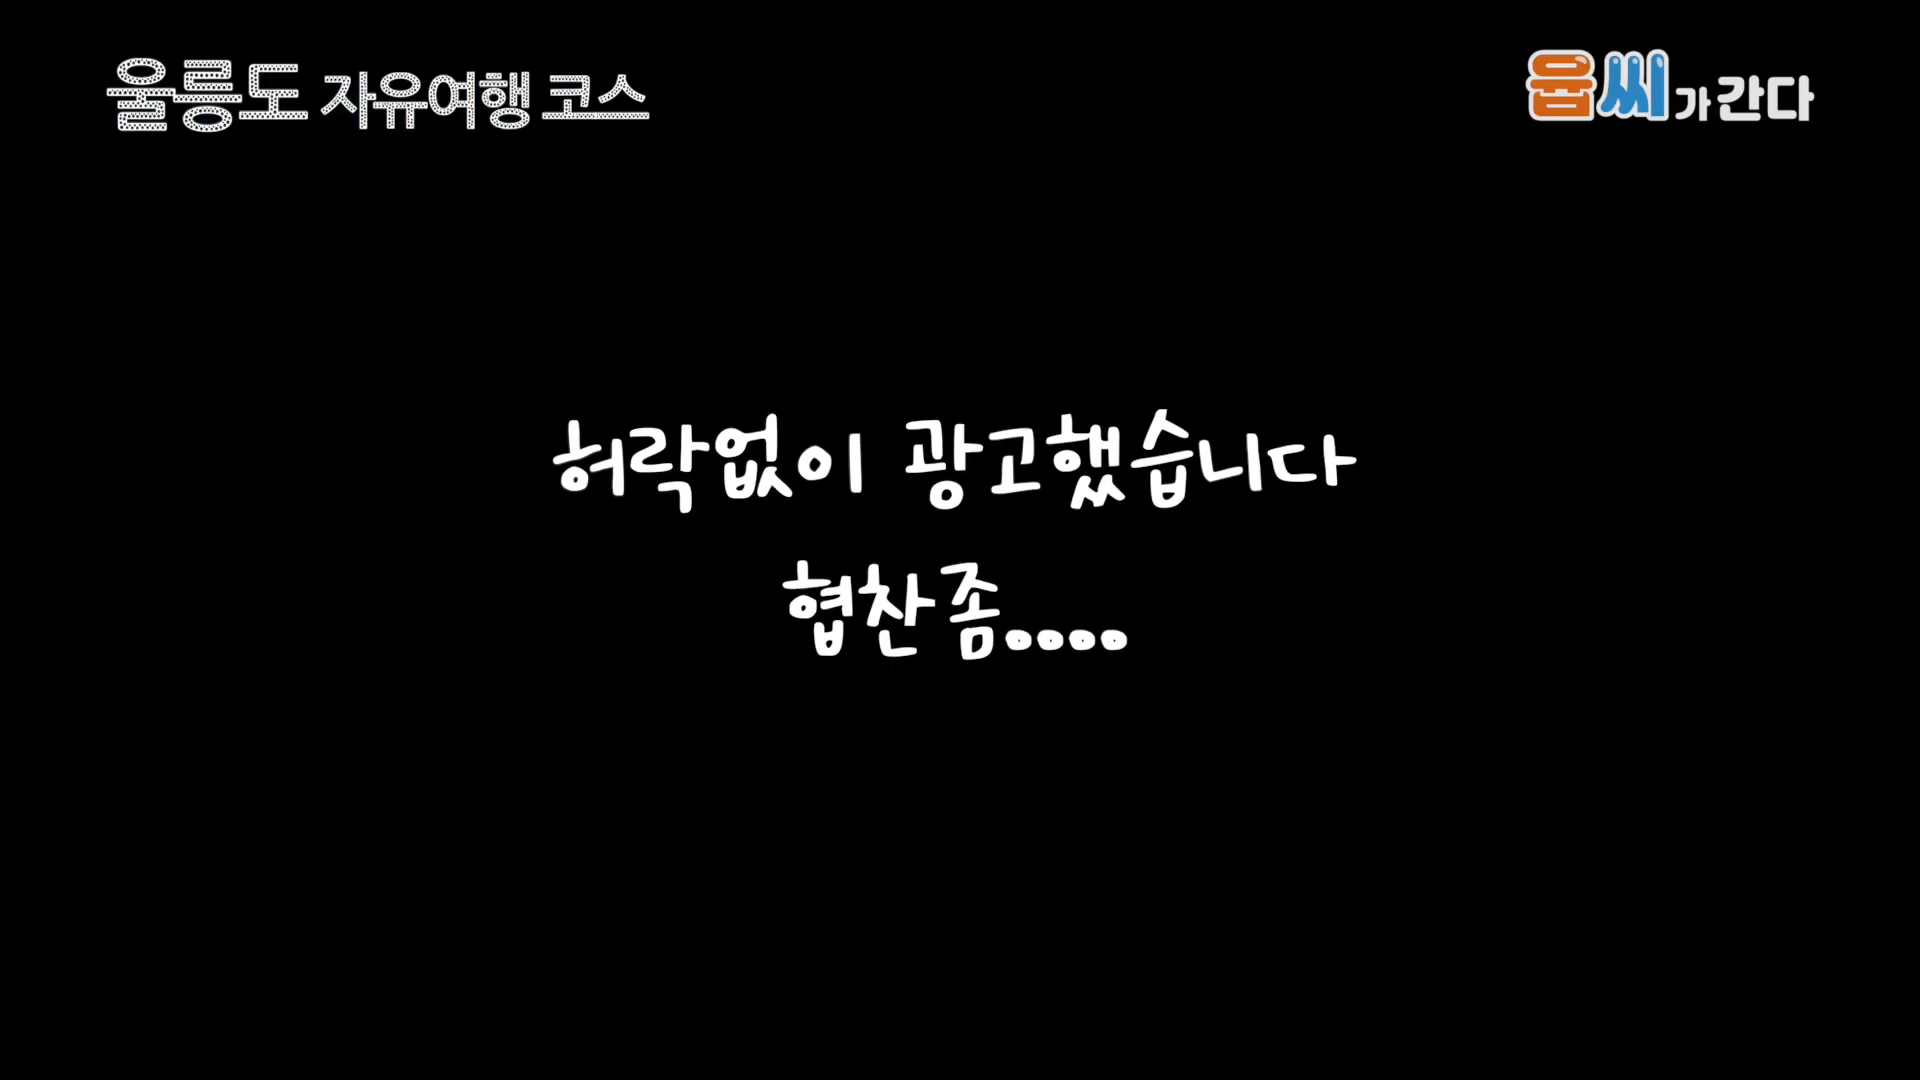 울릉도 자유여행 코스
욥씨가간다
허락없이 광고했습니다
협찬좀....